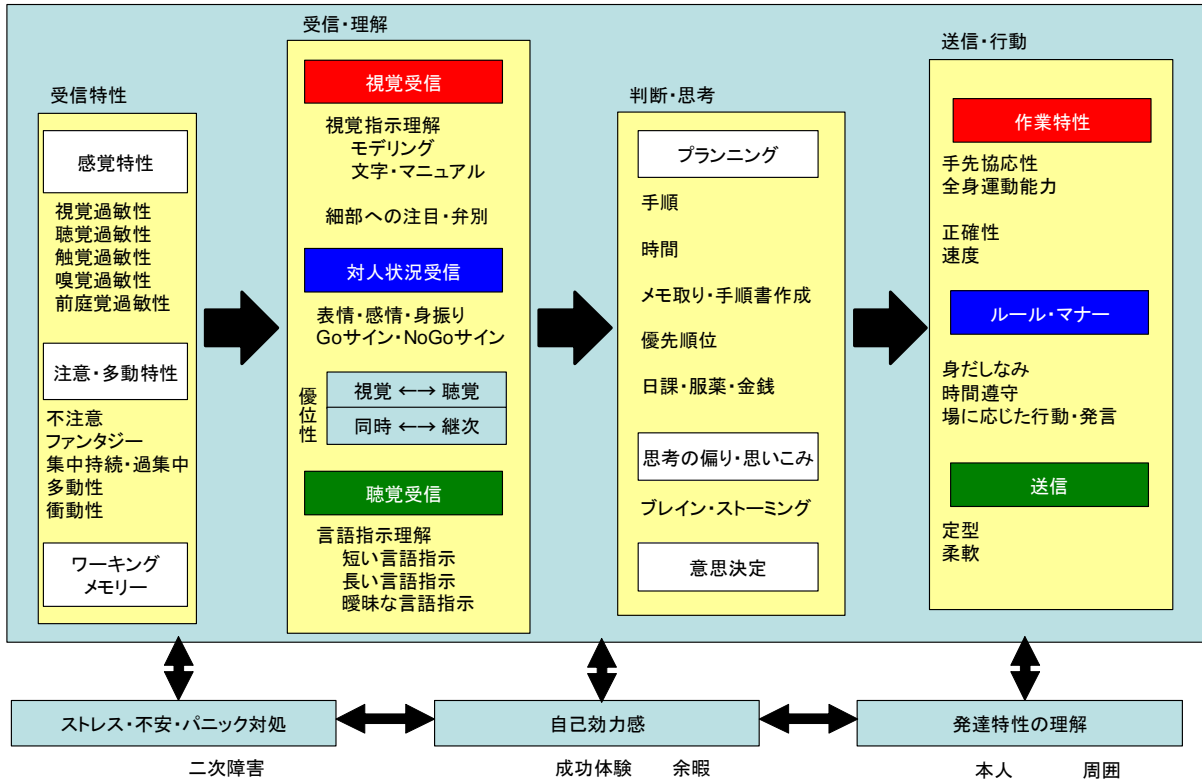 受信特性
感覚特性
視覚過敏性
聴覚過敏性
触覚過敏性
嗅覚過敏性
前庭覚過敏性
注意・多動特性
不注意
ファンタジー
集中持続・過集中
多動性
衝動性
ワーキング
メモリー
受信・理解
視覚受信
視覚指示理解
モデリング
文字・マニュアル
細部への注目・弁別
対人状況受信
表情・感情・身振り
Goサイン・NoGoサイン
優位性
視覚 ←→ 聴覚
同時 ←→ 継次
聴覚受信
言語指示理解
短い言語指示
長い言語指示
曖昧な言語指示
判断・思考
プランニング
手順
時間
メモ取り・手順書作成
優先順位
日課・服薬・金銭
思考の偏り・思いこみ
ブレイン・ストーミング
意思決定
送信・行動
作業特性
手先協応性
全身運動能力
正確性
速度
ルール・マナー
身だしなみ
時間遵守
場に応じた行動・発言
送信
定型
柔軟
ストレス・不安・パニック対処
二次障害
自己効力感
成功体験 余暇
発達特性の理解
本人 周囲